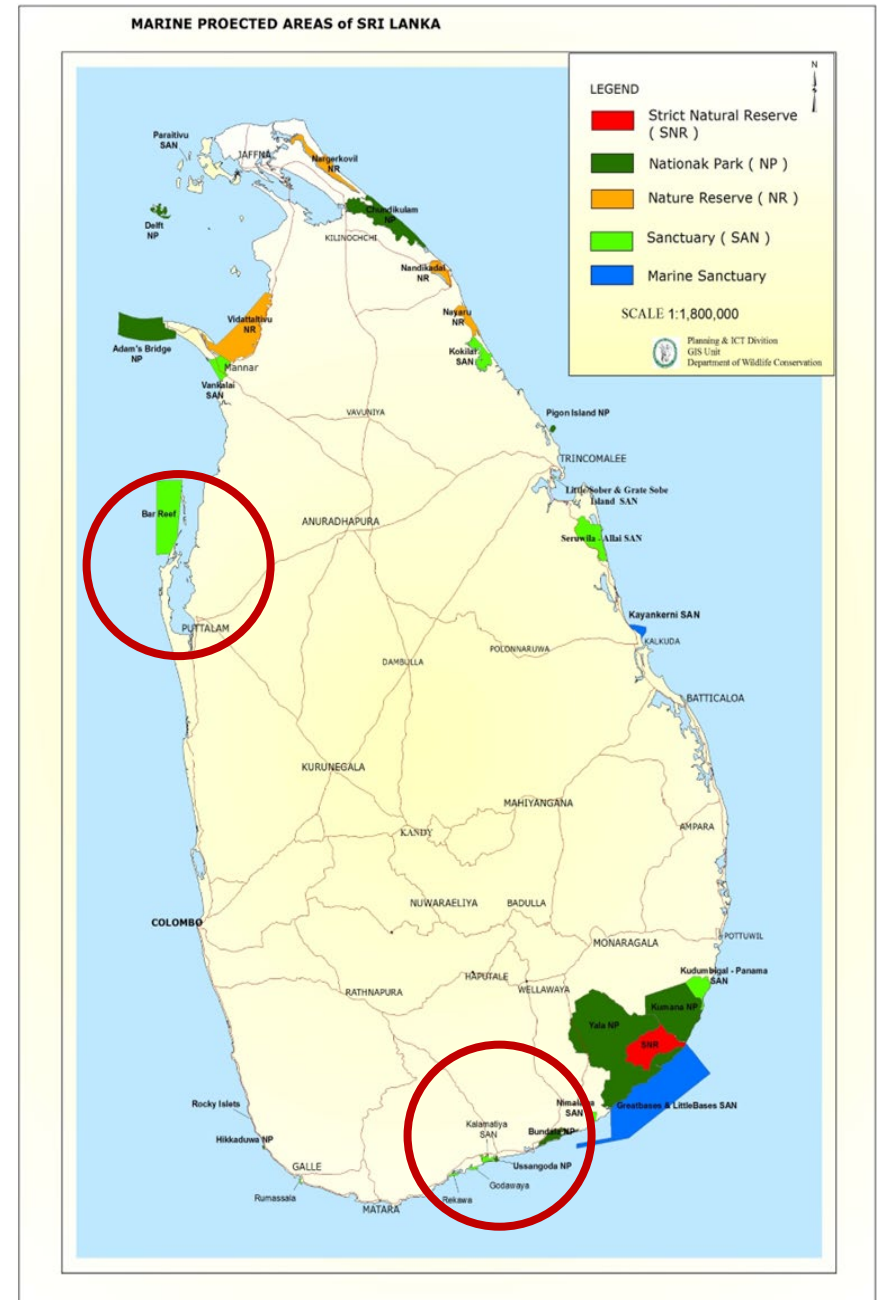 MARINE PROECTED AREAS of SRI LANKA
N
LEGEND
Strict Natural Reserve
( SNR )
Nationak Park ( NP )
Nature Reserve ( NR )
Sanctuary ( SAN )
Marine Sanctuary
SCALE 1:1,800,000
Planning & ICT Divition
GIS Unit
Department of Wildlife Conservation
Paraitivu
SAN
JAFFNA
Nargerkovil
NR
Delft
NP
Chundikulam
NP
KILINOCHCHI
Nandikadal
NR
Vidattaltivu
NR
Nayaru
NR
Adam's Bridge
NP
Kokilai
SAN
Mannar
Vankalai
SAN
VAVUNIYA
Pigon Island NP
TRINCOMALEE
Little Sober & Grate Sobe
Island SAN
Bar Reef
ANURADHAPURA
Seruwila - Allai SAN
Kayankerni SAN
PUTTALAM
KALKUDA
POLONNARUWA
DAMBULLA
BATTICALOA
KURUNEGALA
MAHIYANGANA
AMPARA
KANDY
NUWARAELIYA
BADULLA
COLOMBO
POTTUWIL
MONARAGALA
Kudumbigal - Panama
SAN
HAPUTALE
WELLAWAYA
RATHNAPURA
Kumana NP
Yala NP
SNR
Rocky Islets
Nimalawa
SAN
Greatbases & LittleBases SAN
Kalamatiya
SAN
Bundala NP
Hikkaduwa NP
GALLE
Ussangoda NP
Godawaya
Rumassala
Rekawa
MATARA